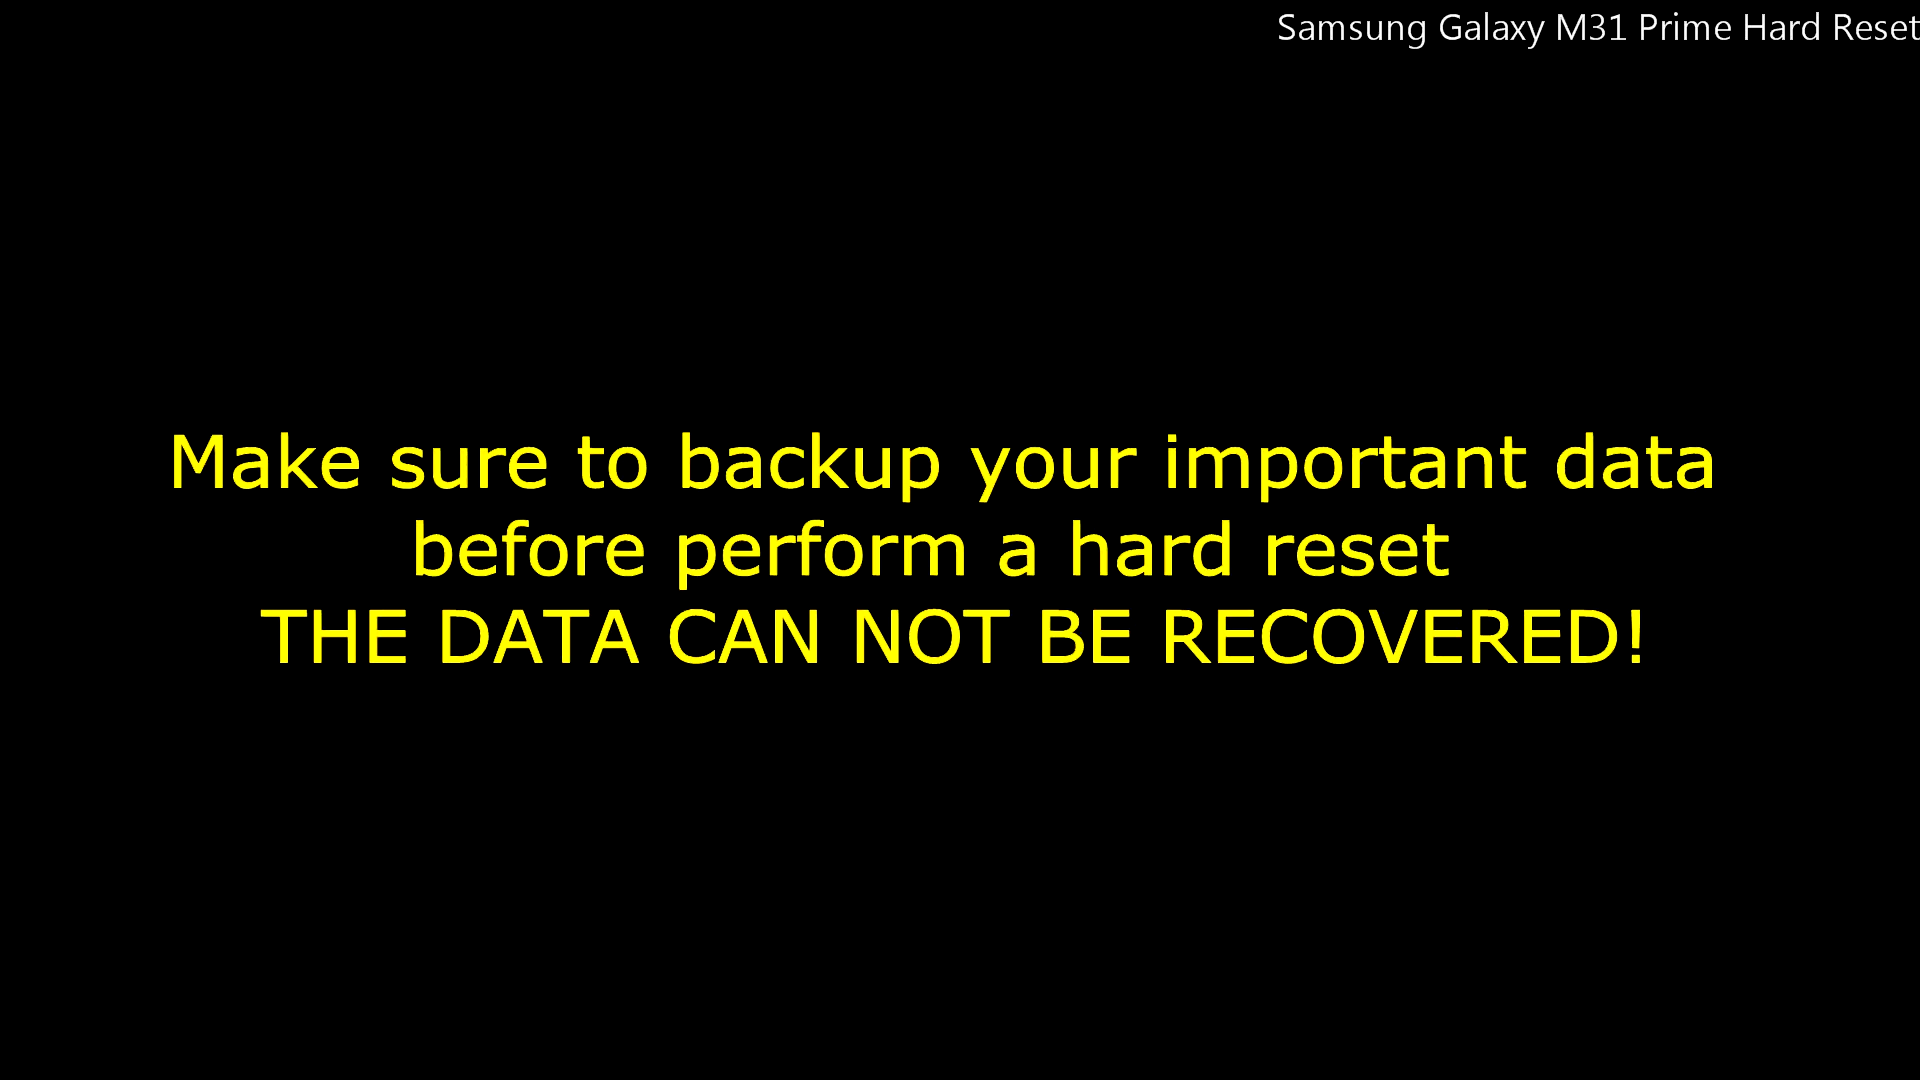 Samsung Galaxy M31 Prime Hard Reset
Make sure to backup your important data
before perform a hard reset
THE DATA CAN NOT BE RECOVERED!